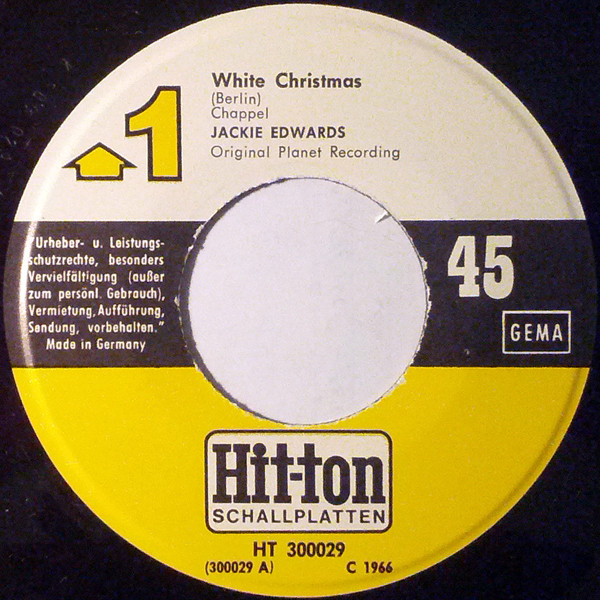 1
White Christmas
(Berlin)
Chappel
JACKIE EDWARDS
Original Planet Recording
"Urheber- u. Leistungs-
schutzrechte, besonders
Vervielfältigung (außer
zum persönl. Gebrauch),
Vermietung, Aufführung,
Sendung, vorbehalten."
Made in Germany
45
GEMA
Hit-ton
SCHALLPLATTEN
HT 300029
(300029 A) C 1966